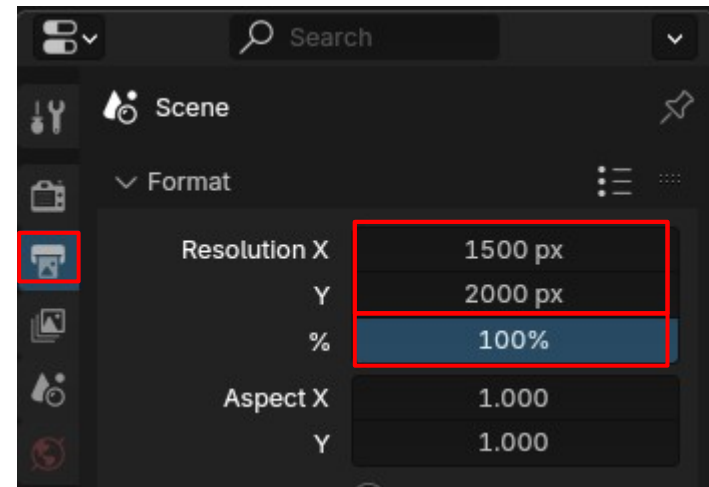 Search
Scene
Format
Resolution X 1500 px
Y 2000 px
% 100%
Aspect X 1.000
Y 1.000